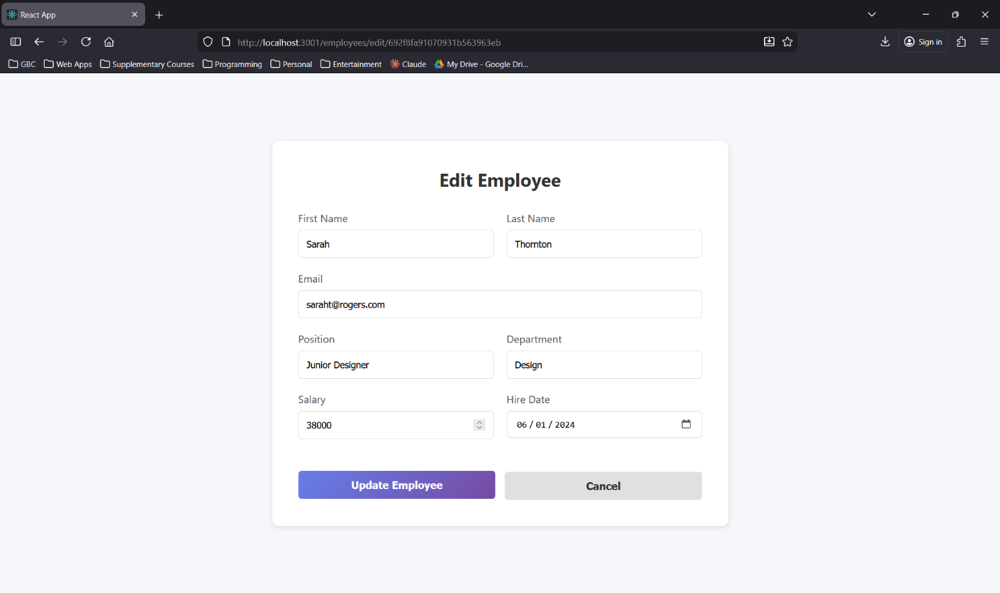 React App
http://localhost:3001/employees/edit/692f8fa91070931b563963eb
Sign in
GBC Web Apps Supplementary Courses Programming Personal Entertainment Claude My Drive - Google Dri...
Edit Employee
First Name Last Name
Sarah Thornton
Email
saraht@rogers.com
Position Department
Junior Designer Design
Salary Hire Date
38000 06 / 01 / 2024
Update Employee Cancel